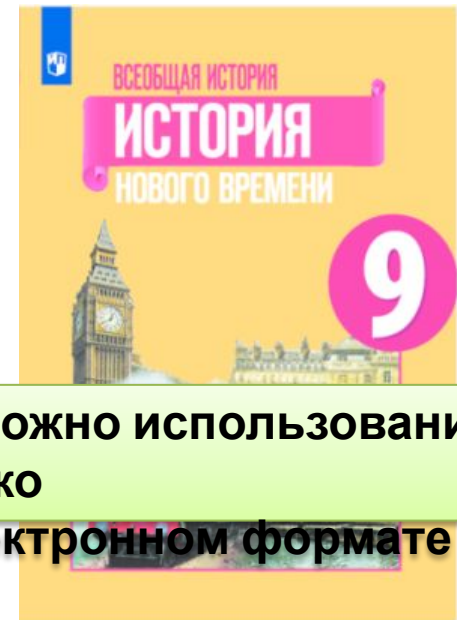 ВСЕОБЩАЯ ИСТОРИЯ
ИСТОРИЯ
НОВОГО ВРЕМЕНИ
9
ожно использовани
ко
ктронном формате